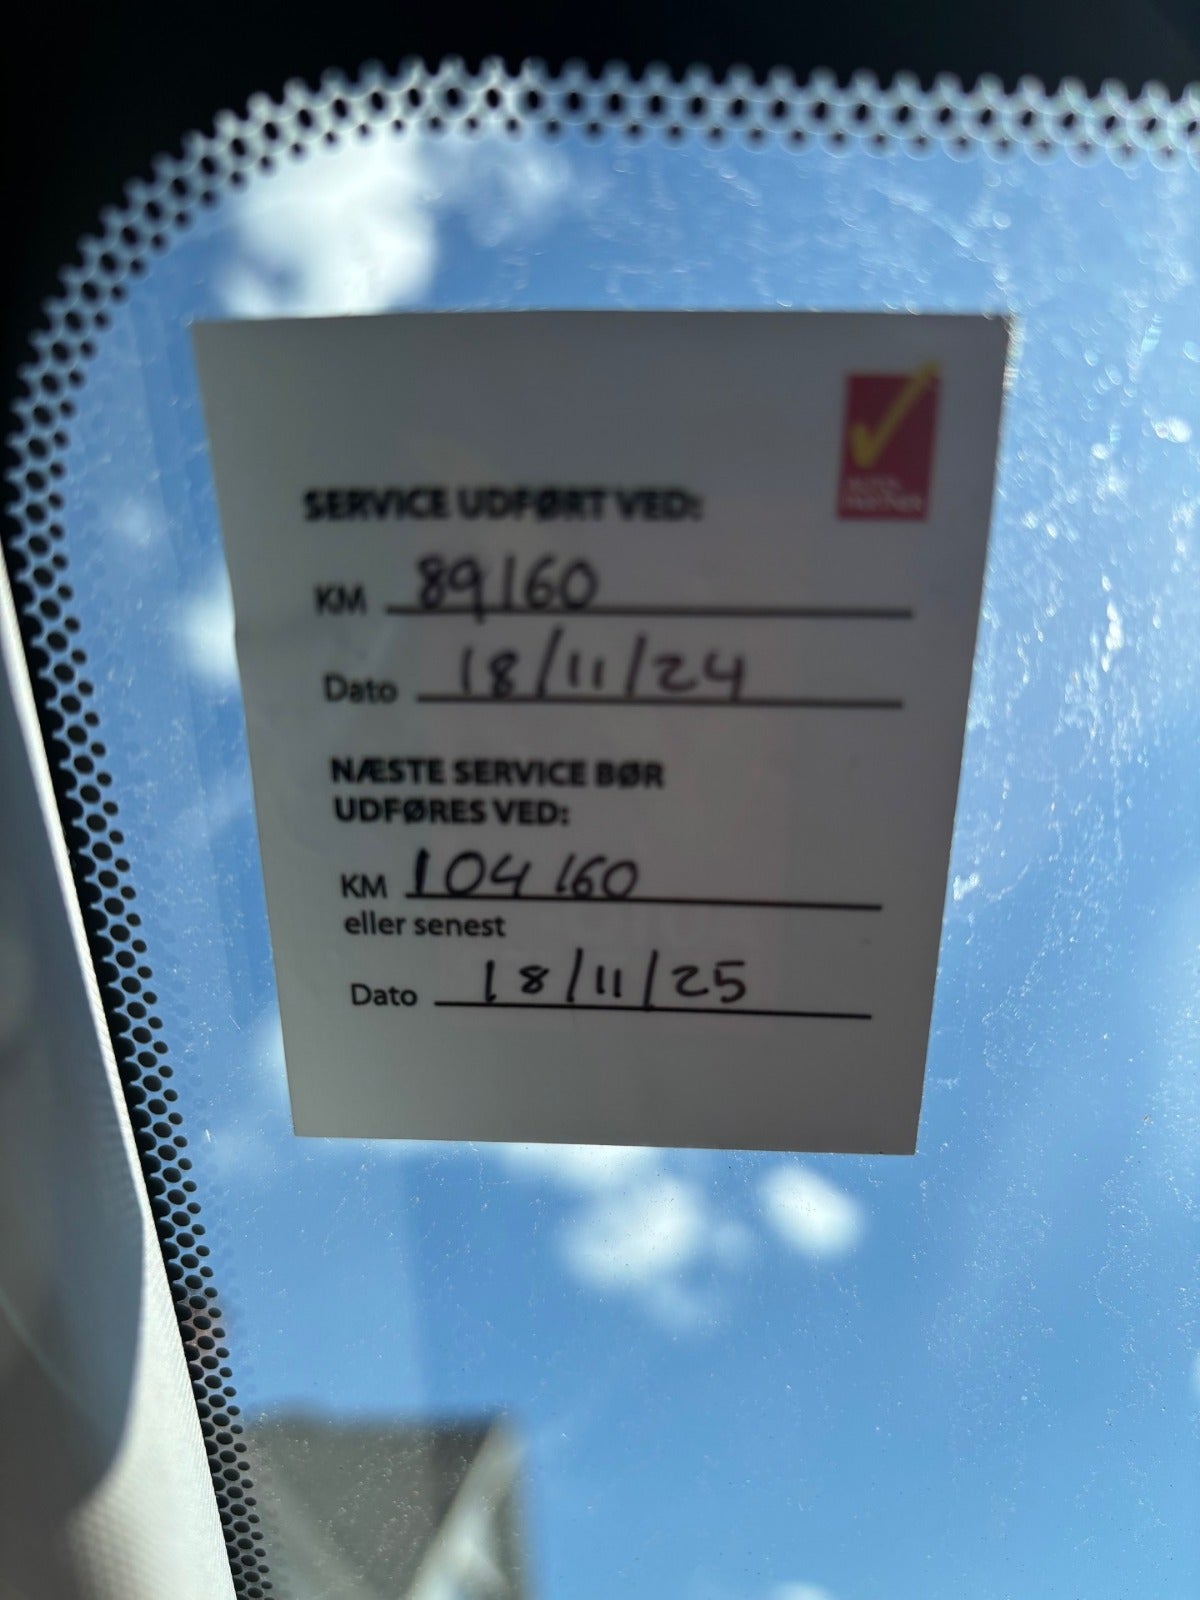 SERVICE UDFØRT VED:
KM 89160
Dato 18/11/24
NÆSTE SERVICE BØR
UDFØRES VED:
KM 104160
eller senest
Dato 18/11/25